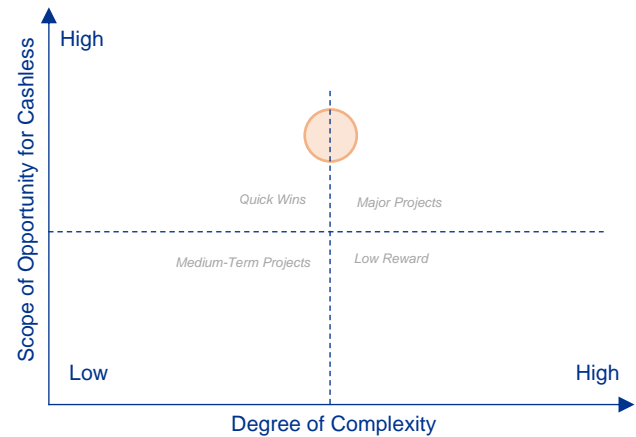 Scope of Opportunity for Cashless
High
Quick Wins
Major Projects
Medium-Term Projects
Low Reward
Low
High
Degree of Complexity